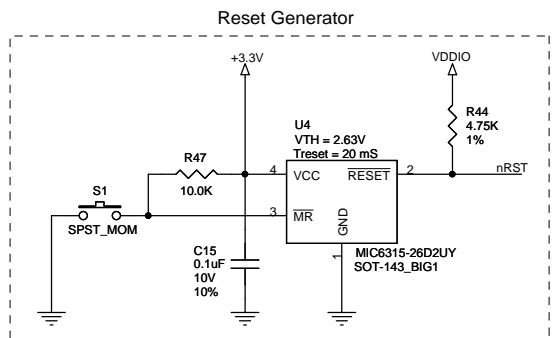 Reset Generator
+3.3V
VDDIO
U4
VTH = 2.63V
Treset = 20 mS
R44
4.75K
1%
R47
10.0K
4
VCC
RESET
2
nRST
S1
SPST_MOM
3
MR
GND
1
C15
0.1uF
10V
10%
MIC6315-26D2UY
SOT-143_BIG1